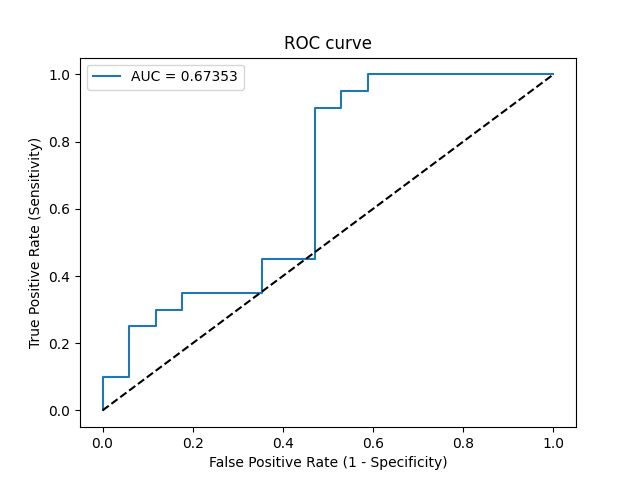 ROC curve
AUC = 0.67353
True Positive Rate (Sensitivity)
1.0
0.8
0.6
0.4
0.2
0.0
0.0 0.2 0.4 0.6 0.8 1.0
False Positive Rate (1 - Specificity)